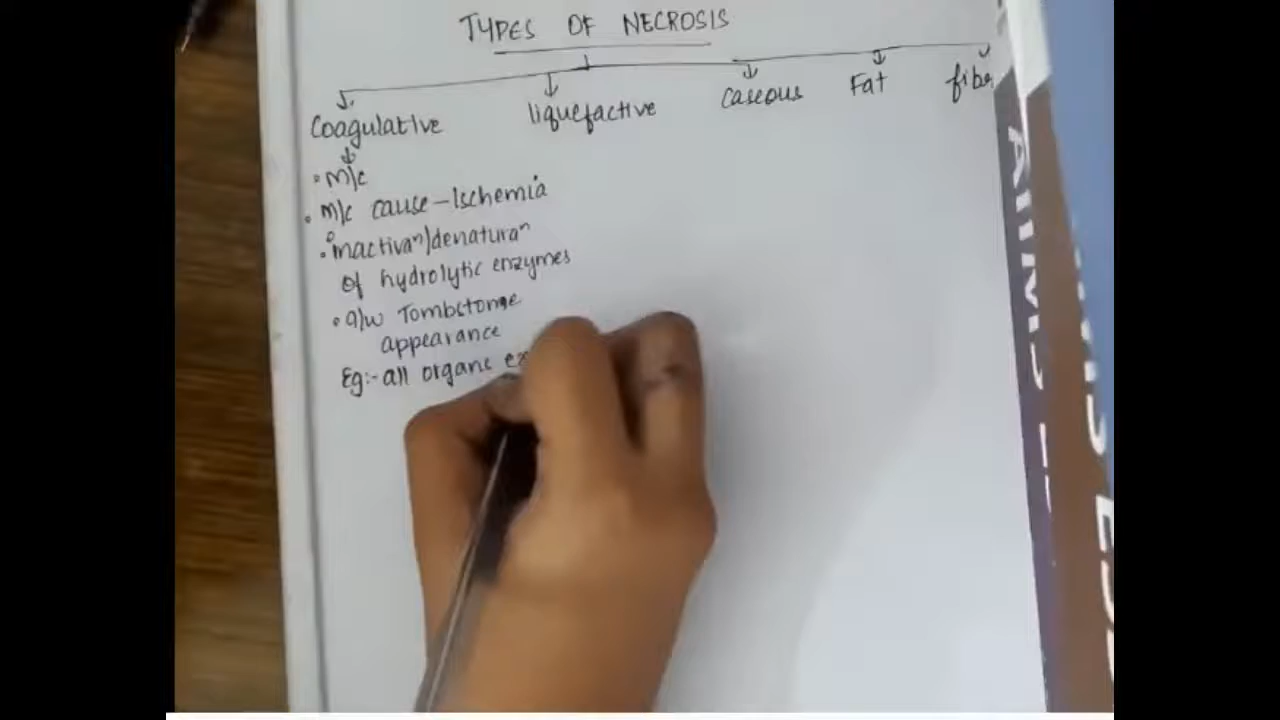 TYPES OF NECROSIS
Coagulative liquefactive Caseous Fat
• M/c
• M/c cause - Ischemia
• inactivaⁿ/denaturaⁿ
of hydrolytic enzymes
• a/w Tombstone
appearance
Eg:- all organs
AIIMS